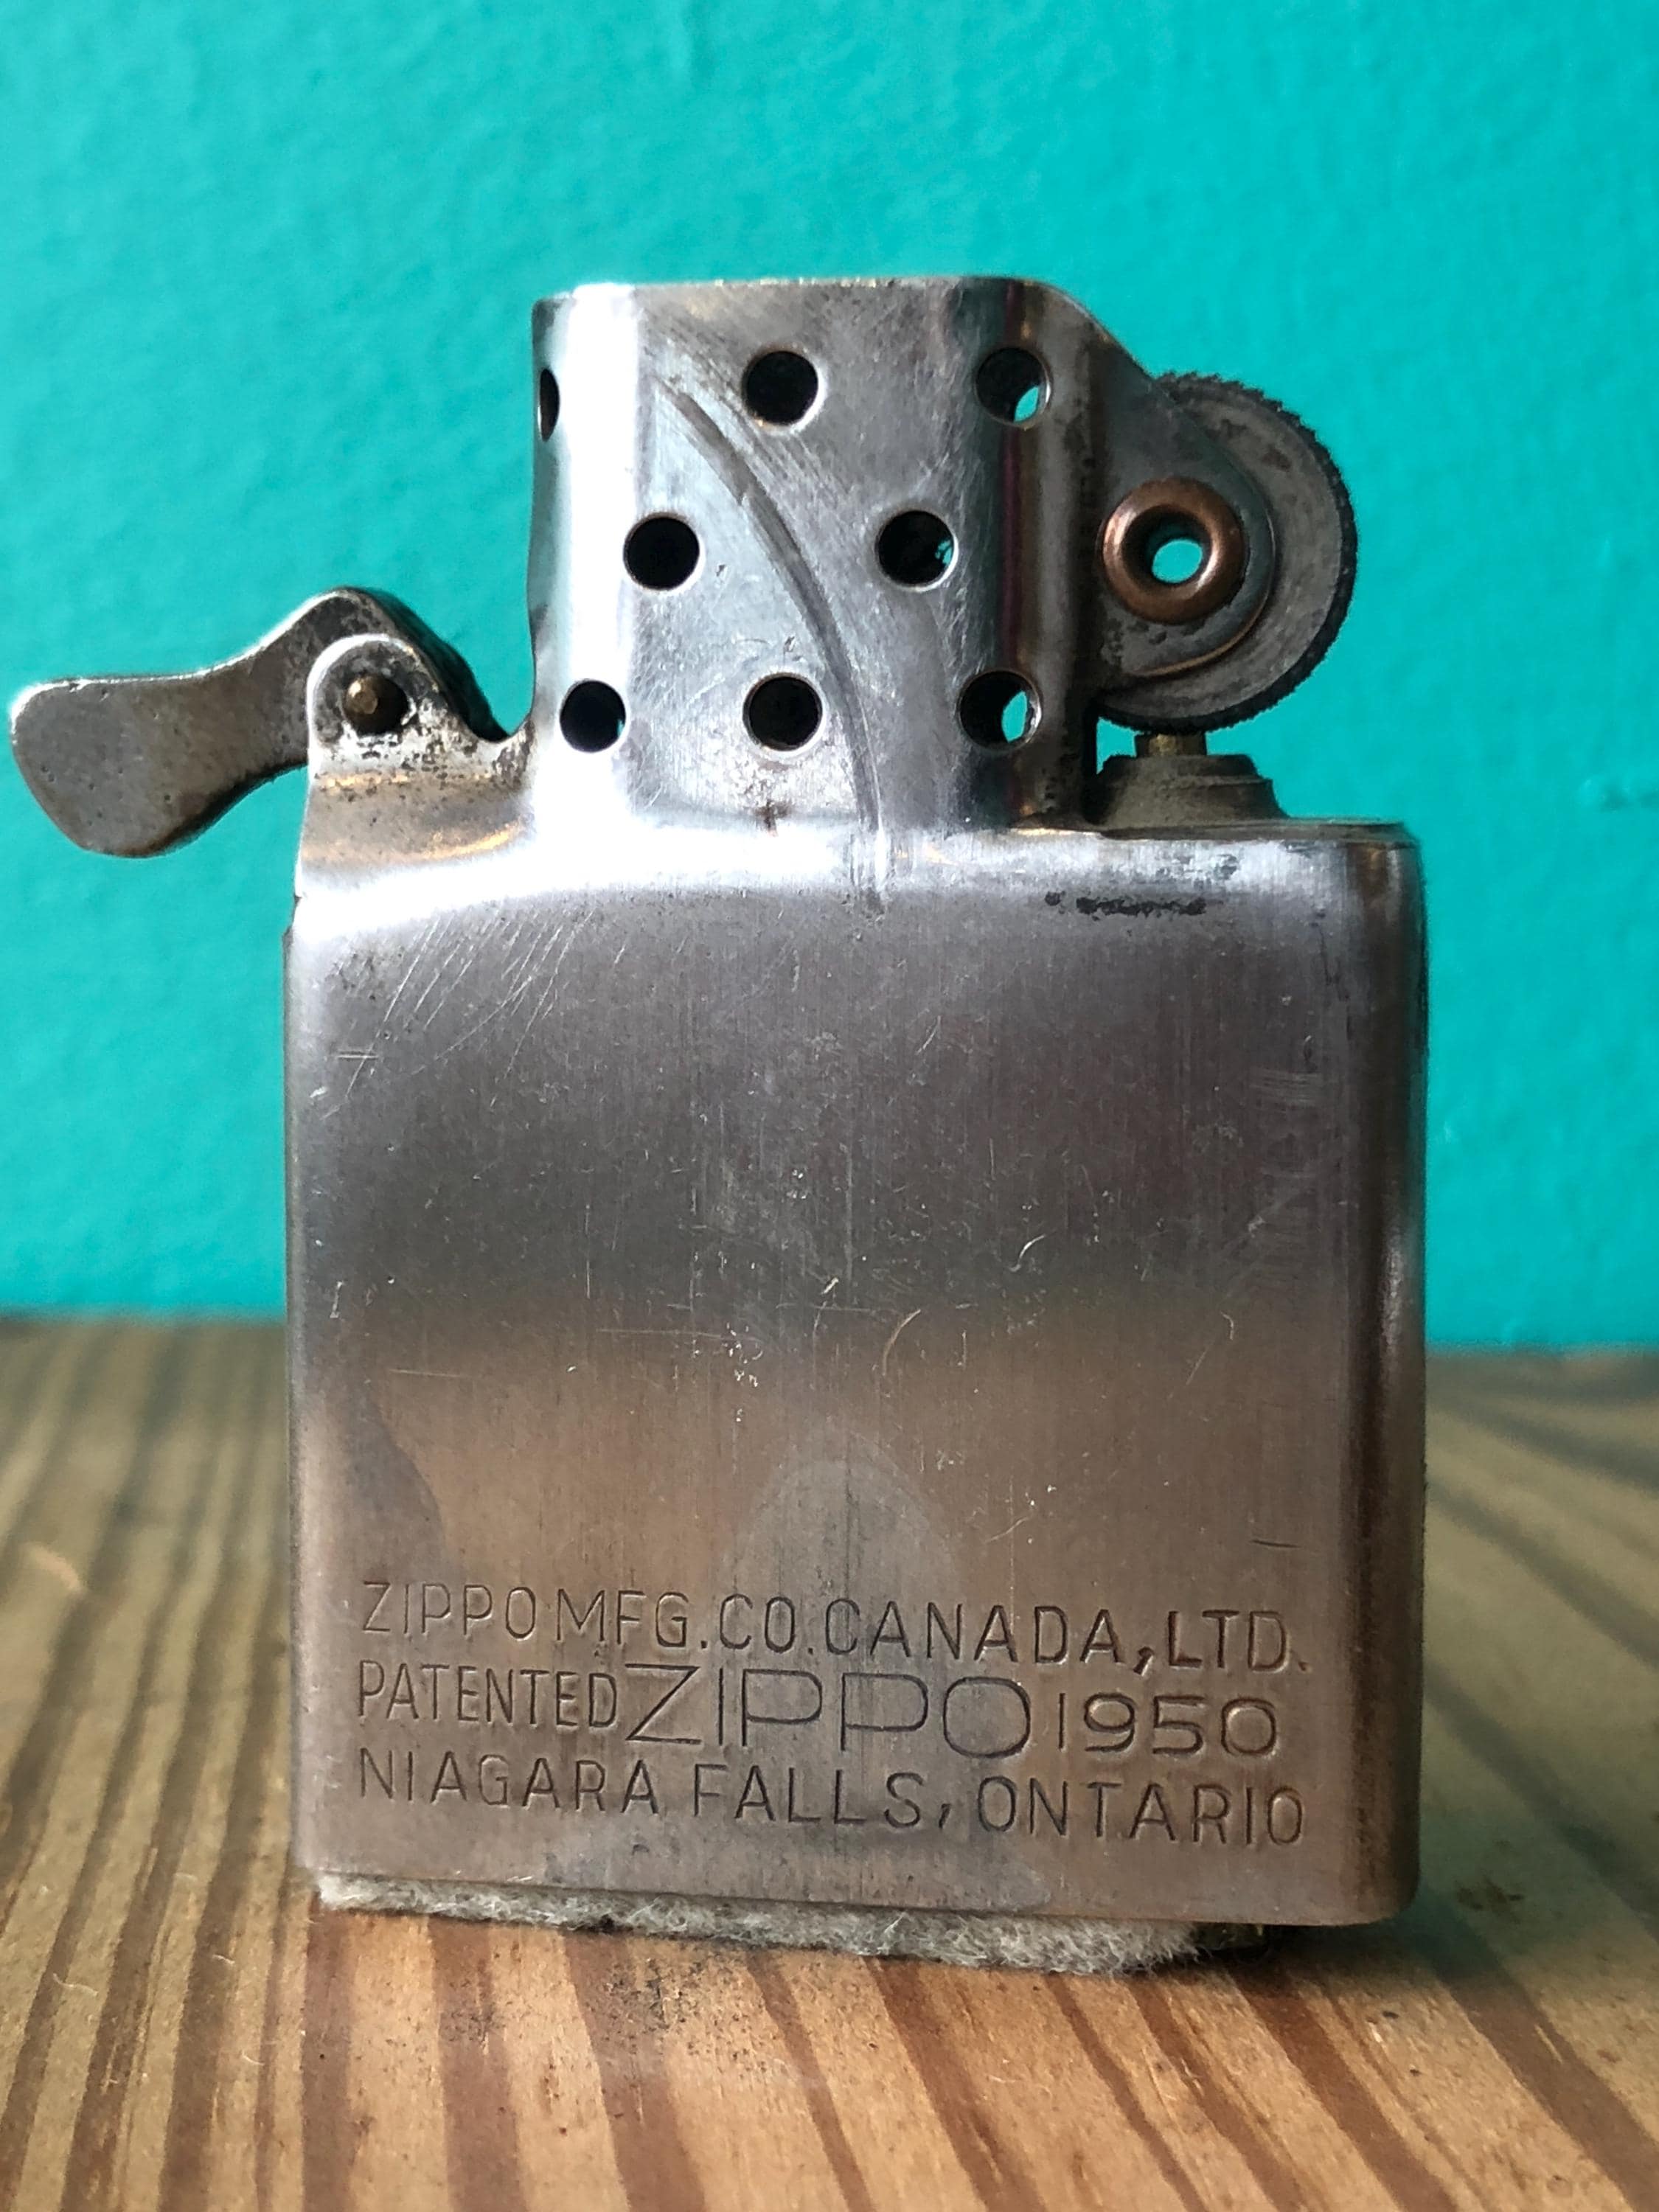 ZIPPO MFG. CO. CANADA, LTD.
PATENTED ZIPPO 1950
NIAGARA FALLS, ONTARIO